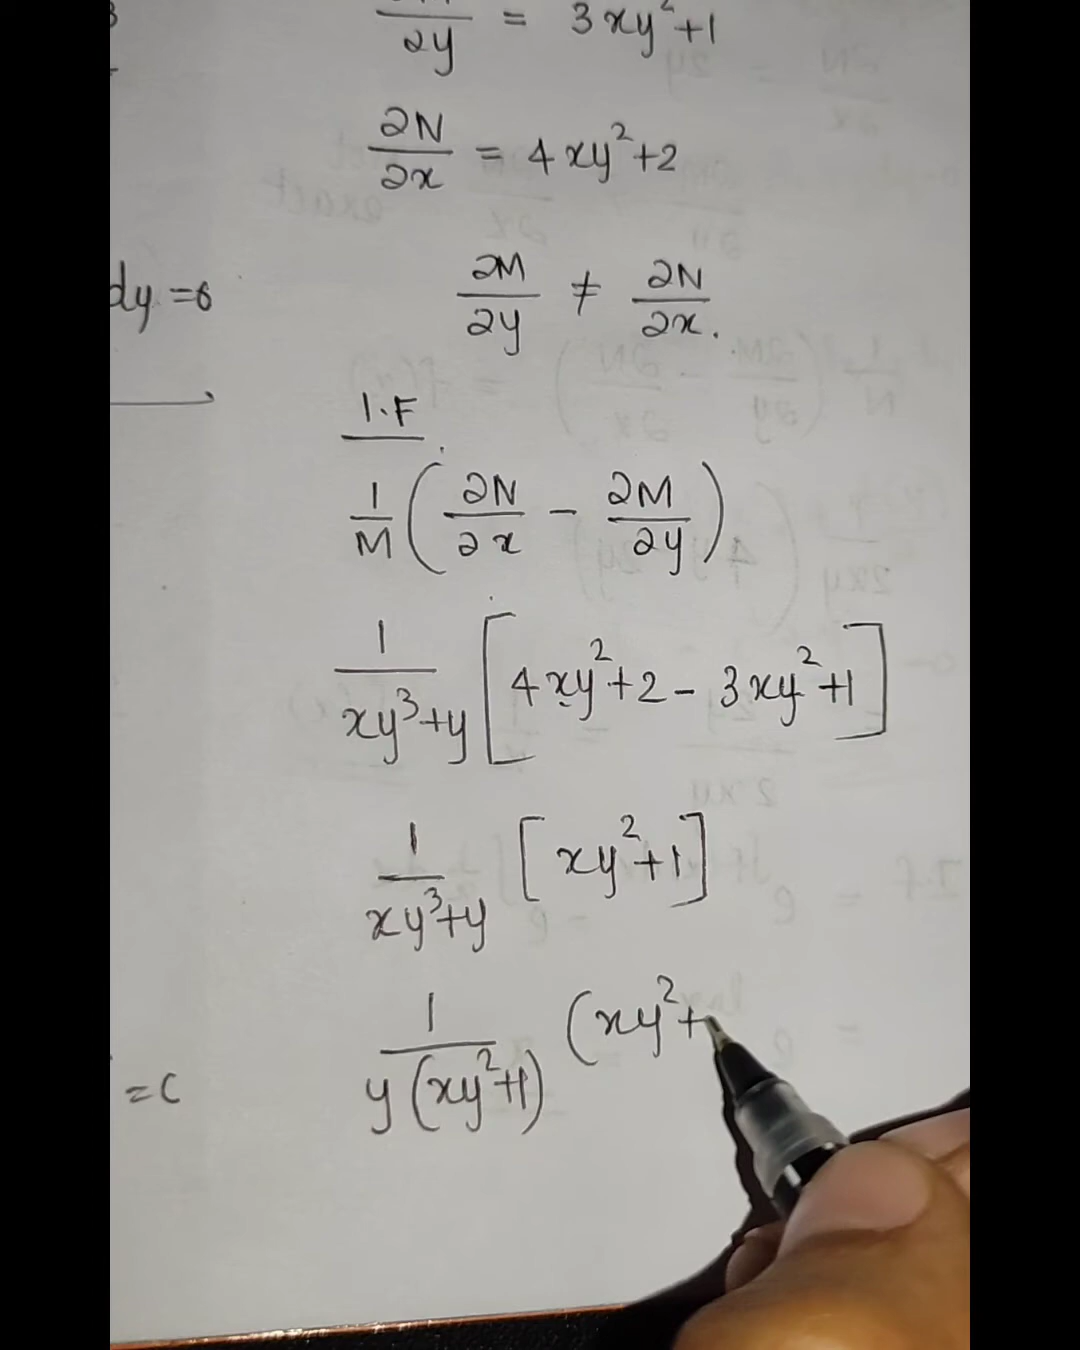 ∂y = 3xy²+1
∂N/∂x = 4xy²+2
dy =0
∂M/∂y ≠ ∂N/∂x.
I.F
1/M (∂N/∂x - ∂M/∂y)
1/xy³+y [4xy²+2 - 3xy²+1]
1/xy³+y [xy²+1]
1/y(xy²+1) (xy²+
=c